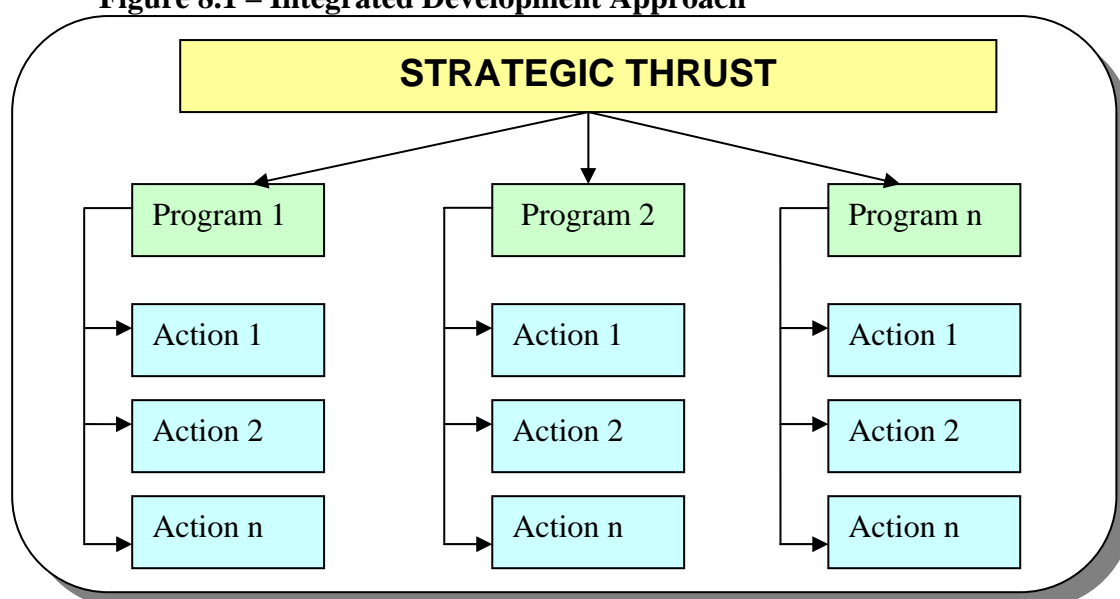 Figure 8.1 – Integrated Development Approach
STRATEGIC THRUST
Program 1
Program 2
Program n
Action 1
Action 1
Action 1
Action 2
Action 2
Action 2
Action n
Action n
Action n